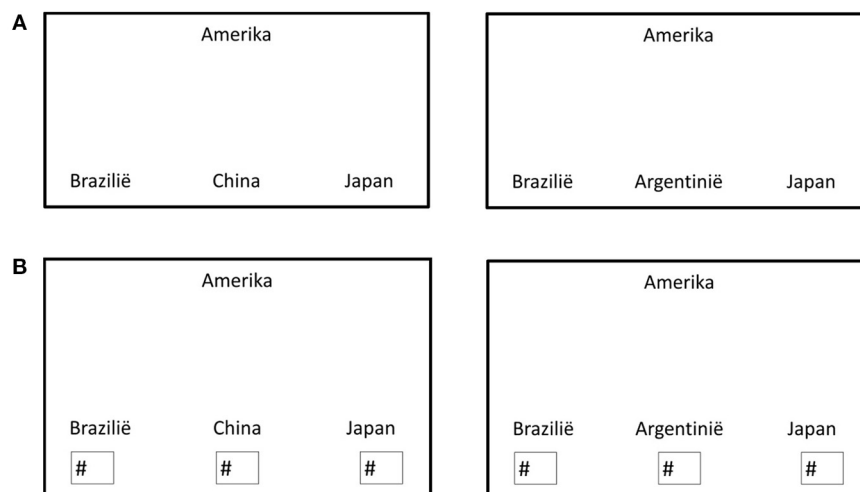 A
Amerika
Brazilië China Japan
Amerika
Brazilië Argentinië Japan
B
Amerika
Brazilië China Japan
# # #
Amerika
Brazilië Argentinië Japan
# # #